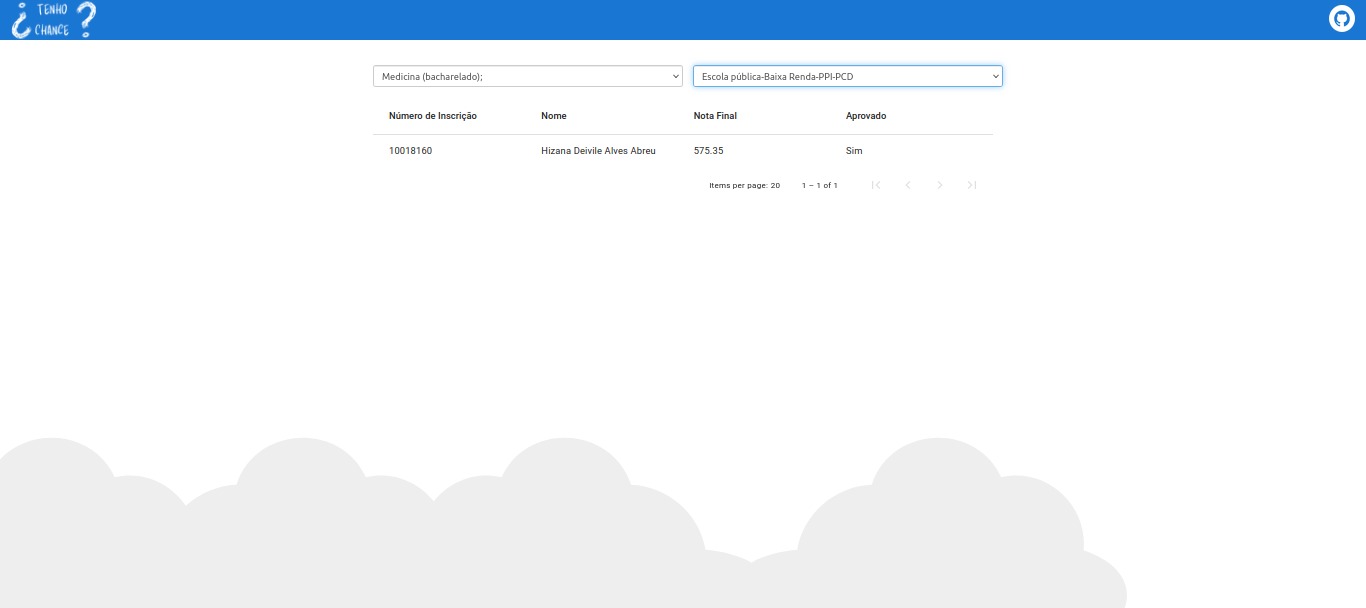 TENHO
CHANCE
Medicina (bacharelado); Escola pública-Baixa Renda-PPI-PCD
Número de Inscrição Nome Nota Final Aprovado
10018160 Hizana Deivile Alves Abreu 575.35 Sim
Items per page: 20 1 – 1 of 1